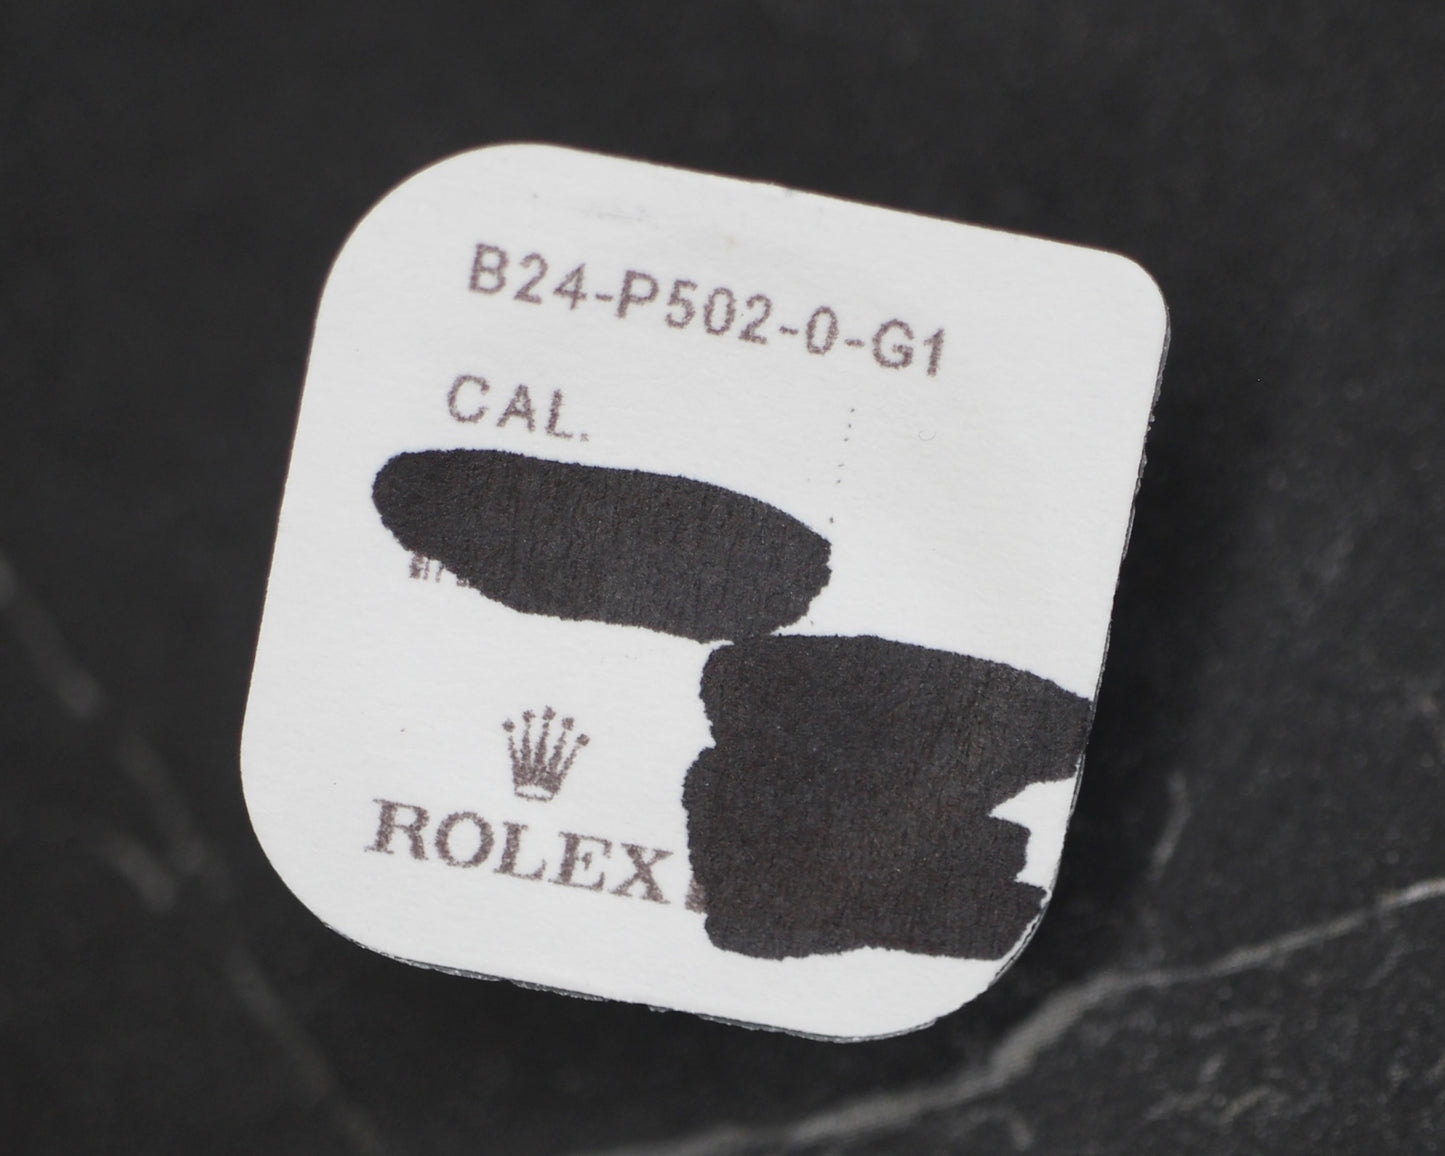 B24-P502-0-G1
CAL.
ROLEX